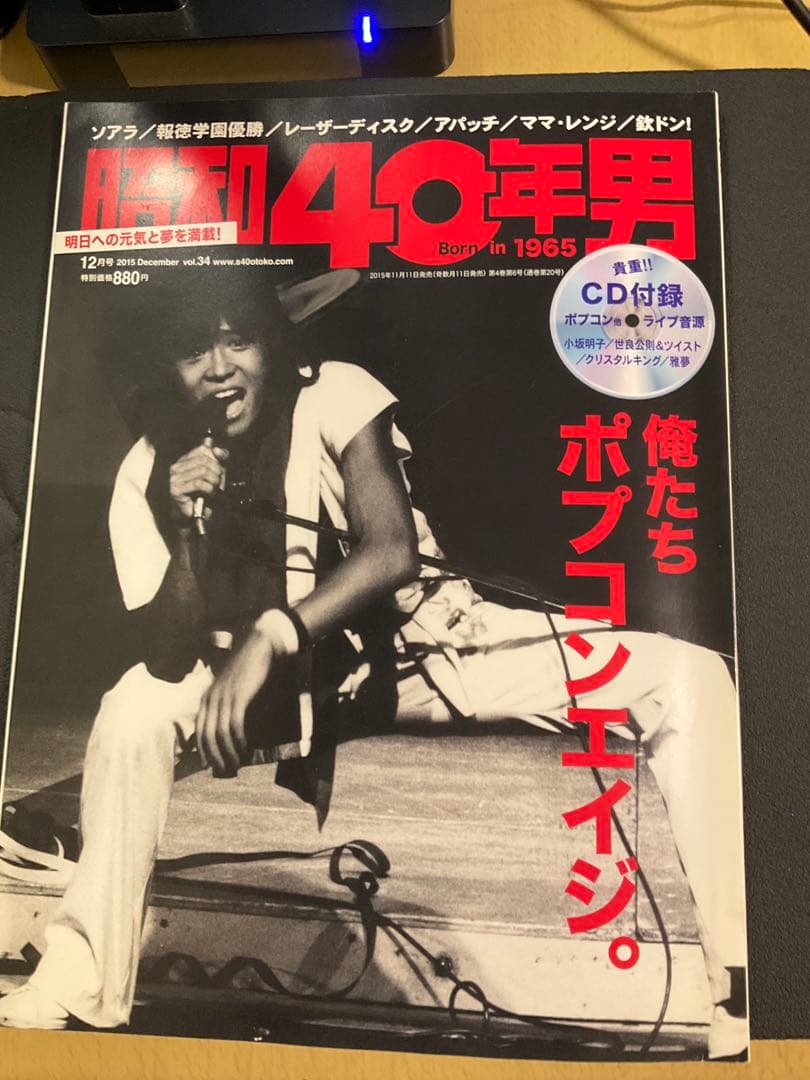 ソアラ／報徳学園優勝／レーザーディスク／アパッチ／ママ・レンジ／欽ドン！
昭和40年男
Born in 1965
明日への元気と夢を満載！
12月号 2015 December vol.34 www.s40otoko.com
特別価格880円
2015年11月11日発売（奇数月11日発売） 第4巻第6号（通巻第20号）
貴重!!
CD付録
ポプコン他 ライブ音源
小坂明子／世良公則&ツイスト
／クリスタルキング／雅夢
俺たち
ポプコンエイジ。